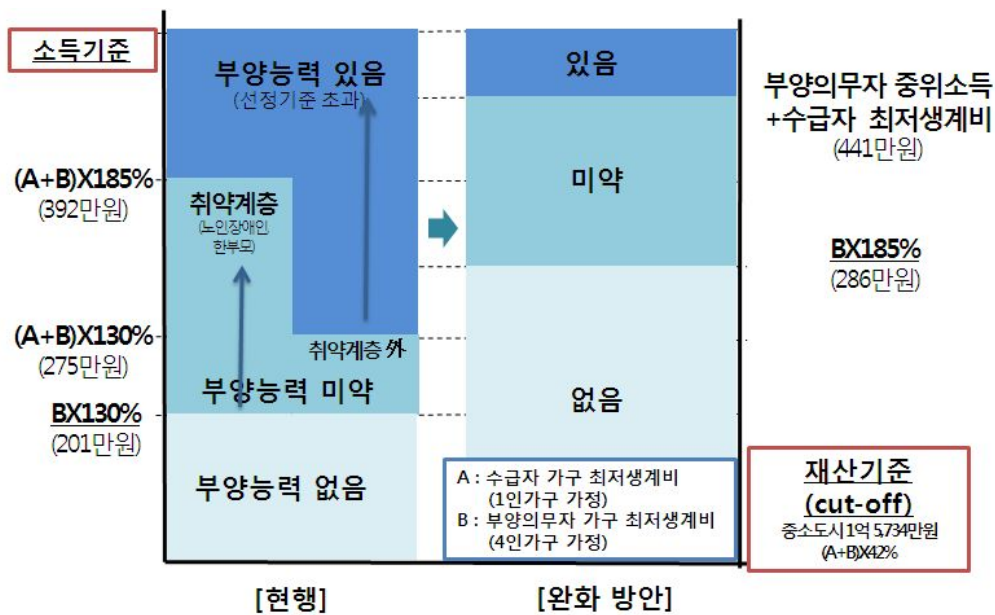 소득기준
(A+B)X185%
(392만원)
(A+B)X130%
(275만원)
BX130%
(201만원)
부양능력 있음
(선정기준 초과)
취약계층
(노인장애인
한부모)
취약계층 外
부양능력 미약
부양능력 없음
[현행]
있음
미약
없음
A : 수급자 가구 최저생계비
(1인가구 가정)
B : 부양의무자 가구 최저생계비
(4인가구 가정)
[완화 방안]
부양의무자 중위소득
+수급자 최저생계비
(441만원)
BX185%
(286만원)
재산기준
(cut-off)
중소도시 1억 5,734만원
(A+B)X42%